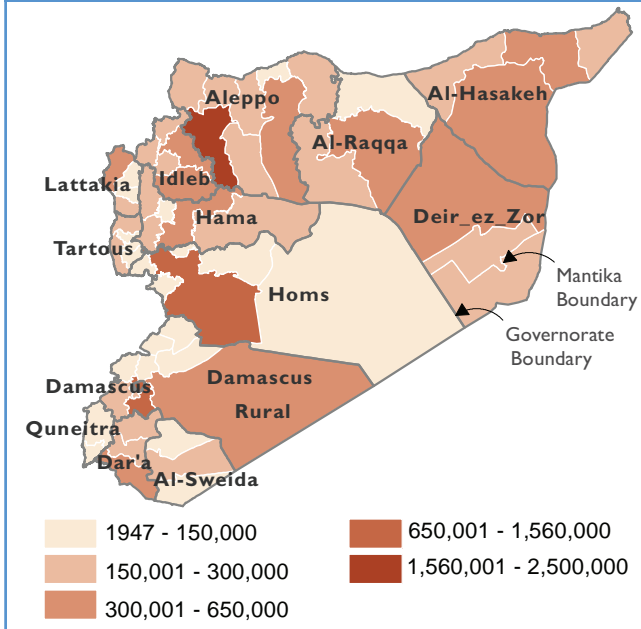 Aleppo
Al-Hasakeh
Al-Raqqa
Lattakia
Idleb
Hama
Deir_ez_Zor
Tartous
Mantika
Boundary
Homs
Governorate
Boundary
Damascus
Damascus
Rural
Quneitra
Dar'a
Al-Sweida
1947 - 150,000
150,001 - 300,000
300,001 - 650,000
650,001 - 1,560,000
1,560,001 - 2,500,000